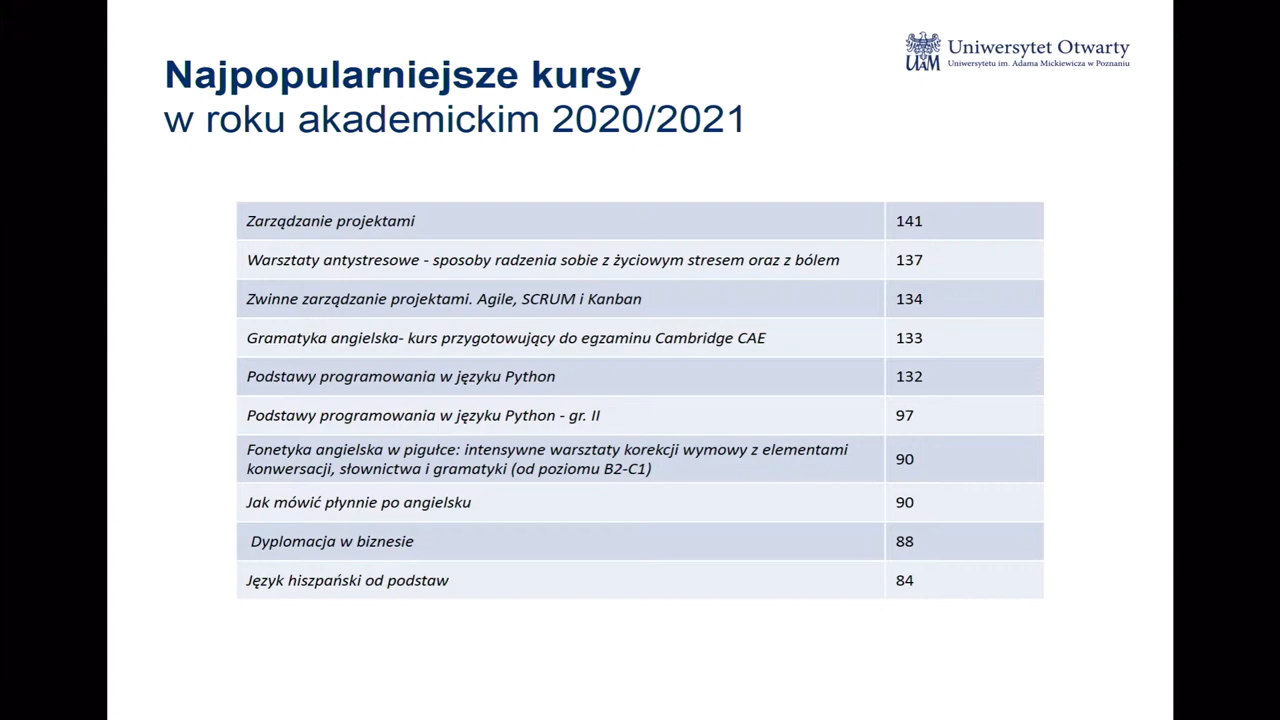 Najpopularniejsze kursy
w roku akademickim 2020/2021
UAM
Uniwersytet Otwarty
Uniwersytetu im. Adama Mickiewicza w Poznaniu
Zarządzanie projektami 141
Warsztaty antystresowe - sposoby radzenia sobie z życiowym stresem oraz z bólem 137
Zwinne zarządzanie projektami. Agile, SCRUM i Kanban 134
Gramatyka angielska- kurs przygotowujący do egzaminu Cambridge CAE 133
Podstawy programowania w języku Python 132
Podstawy programowania w języku Python - gr. II 97
Fonetyka angielska w pigułce: intensywne warsztaty korekcji wymowy z elementami
konwersacji, słownictwa i gramatyki (od poziomu B2-C1) 90
Jak mówić płynnie po angielsku 90
Dyplomacja w biznesie 88
Język hiszpański od podstaw 84